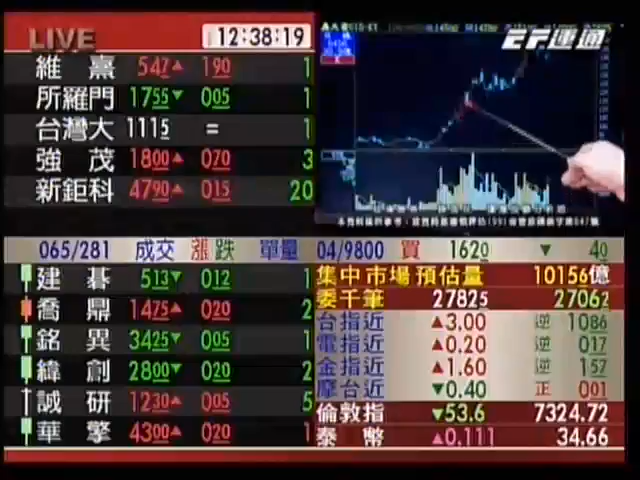 LIVE 12:38:19
EF運通
維 熹 547▲ 190 1
所羅門 1755▼ 005 1
台灣大 1115 = 1
強 茂 1800▲ 070 3
新鉅科 4790▲ 015 20
065/281 成交 漲跌 單量 04/9800 買 1620 ▼ 40
建 碁 513▼ 012 1
喬 鼎 1475▲ 020 2
銘 異 3425▼ 005 1
緯 創 2800▼ 020 2
誠 研 1230▲ 005 5
華 擎 4300▲ 020 1
集中市場 預估量 10156億
委千筆 27825 27062
台指近 ▲3.00 逆 1086
電指近 ▲0.20 逆 017
金指近 ▲1.60 逆 157
摩台近 ▼0.40 正 001
倫敦指 ▼53.6 7324.72
泰 幣 ▲0.111 34.66